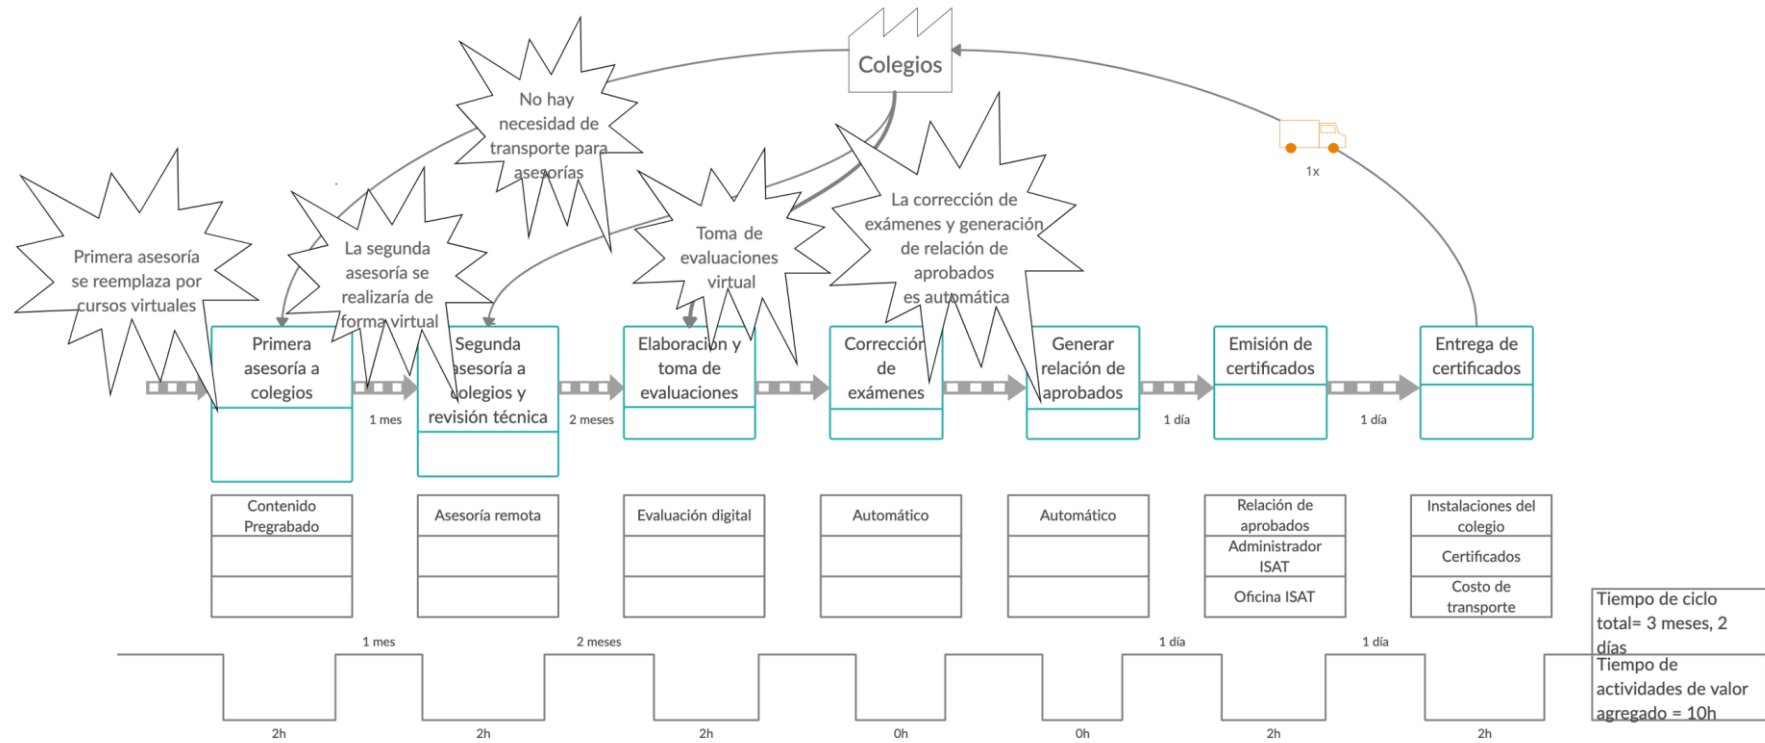 Colegios
No hay
necesidad de
transporte para
asesorías
1x
La corrección de
exámenes y generación
de relación de
aprobados
es automática
Toma de
evaluaciones
virtual
La segunda
asesoría se
realizaría de
forma virtual
Primera asesoría
se reemplaza por
cursos virtuales
Primera
asesoría a
colegios
1 mes
Segunda
asesoría a
colegios y
revisión técnica
2 meses
Elaboración y
toma de
evaluaciones
Corrección
de
exámenes
Generar
relación de
aprobados
1 día
Emisión de
certificados
1 día
Entrega de
certificados
Contenido
Pregrabado
Asesoría remota
Evaluación digital
Automático
Automático
Relación de
aprobados
Administrador
ISAT
Oficina ISAT
Instalaciones del
colegio
Certificados
Costo de
transporte
Tiempo de ciclo
total= 3 meses, 2
días
Tiempo de
actividades de valor
agregado = 10h
1 mes
2 meses
1 día
1 día
2h
2h
2h
0h
0h
2h
2h